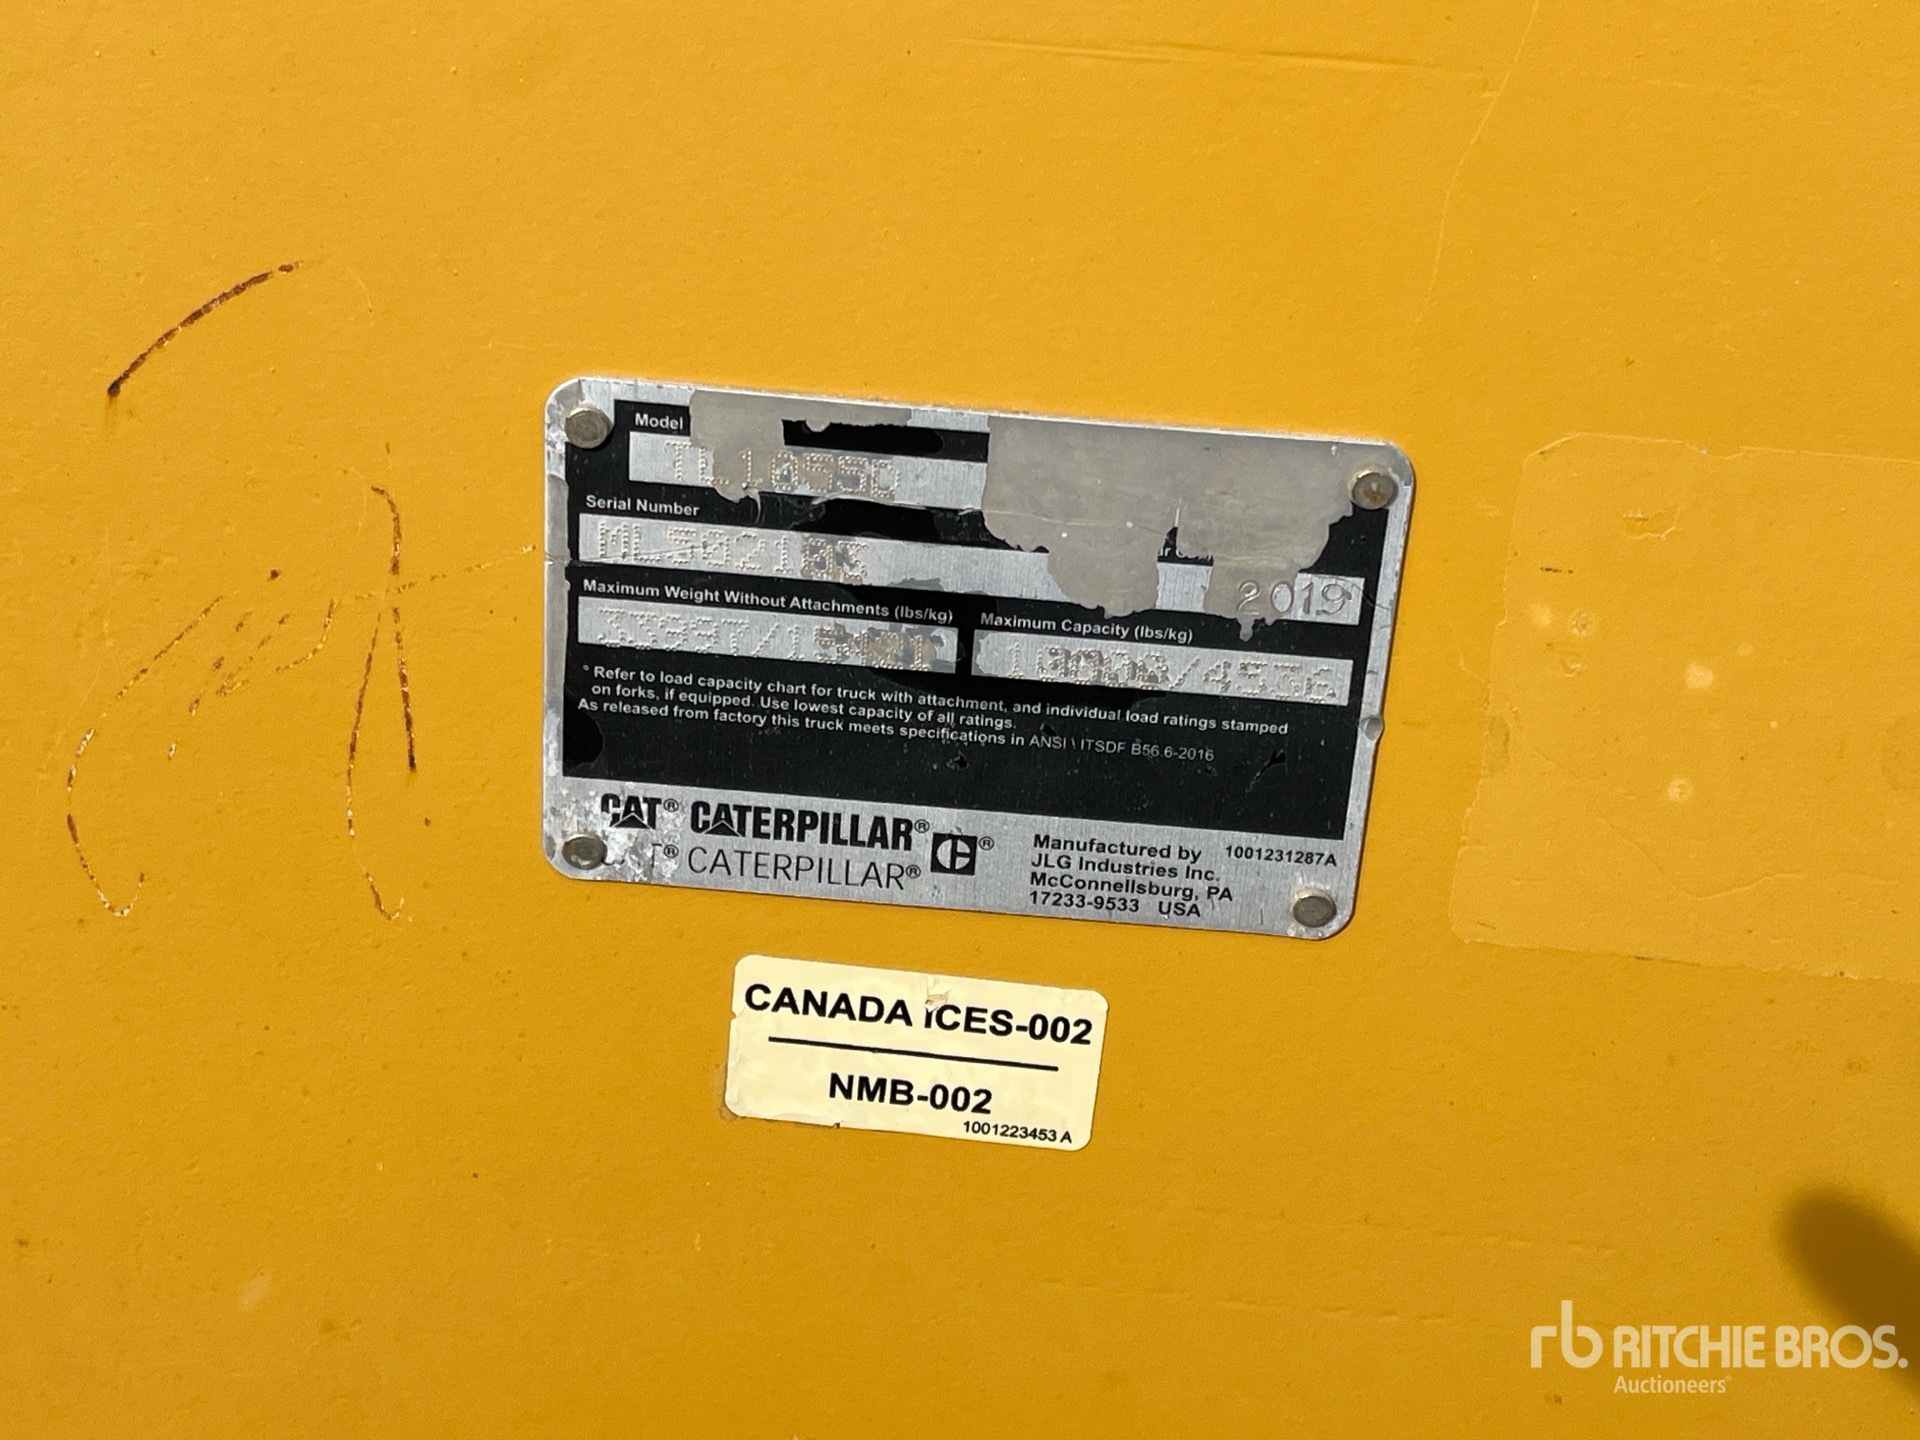 Model
TL1055D
Serial Number
2019
Maximum Weight Without Attachments (lbs/kg)
Maximum Capacity (lbs/kg)
10000/4536
* Refer to load capacity chart for truck with attachment, and individual load ratings stamped
on forks, if equipped. Use lowest capacity of all ratings.
As released from factory this truck meets specifications in ANSI \ ITSDF B56.6-2016
CAT® CATERPILLAR® ®
CAT® CATERPILLAR®
Manufactured by 1001231287A
JLG Industries Inc.
McConnellsburg, PA
17233-9533 USA
CANADA ICES-002
NMB-002
1001223453 A
rb RITCHIE BROS.
Auctioneers